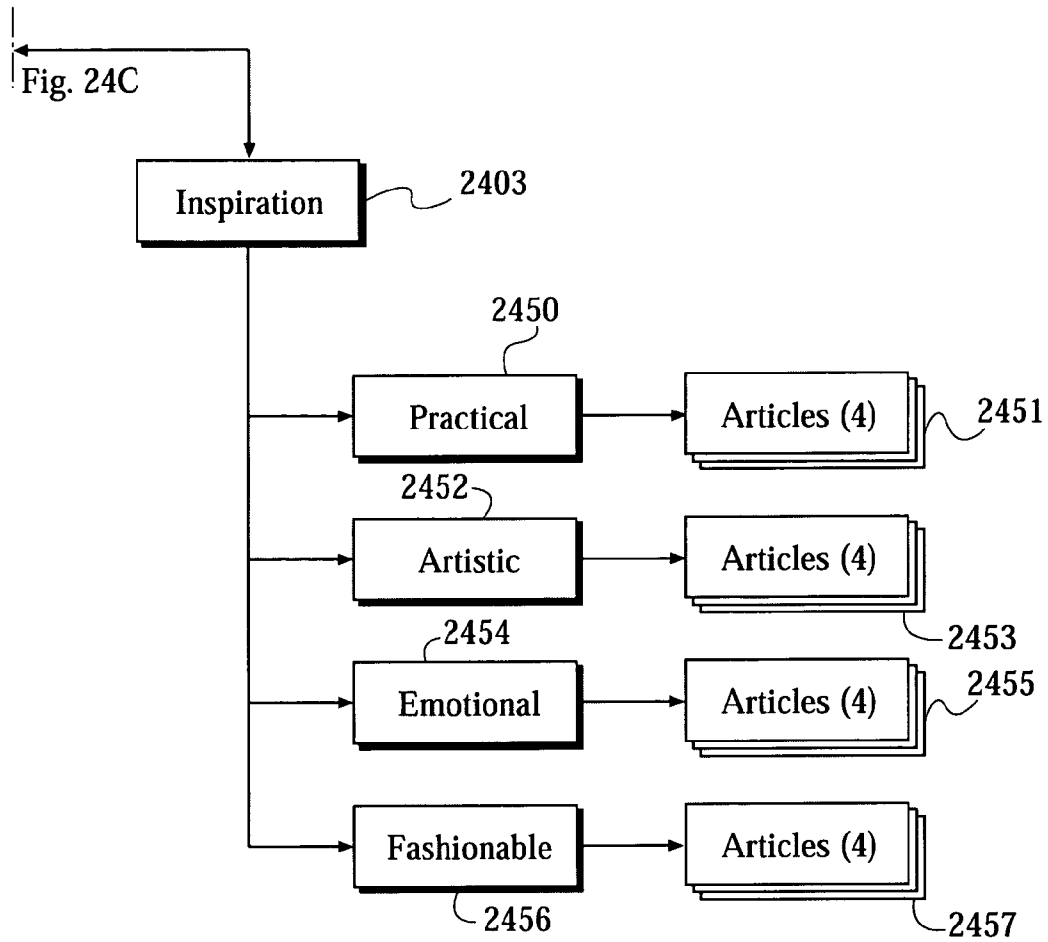 Fig. 24C
Inspiration
2403
2450
Practical
Articles (4)
2451
2452
Artistic
Articles (4)
2453
2454
Emotional
Articles (4)
2455
Fashionable
Articles (4)
2456
2457